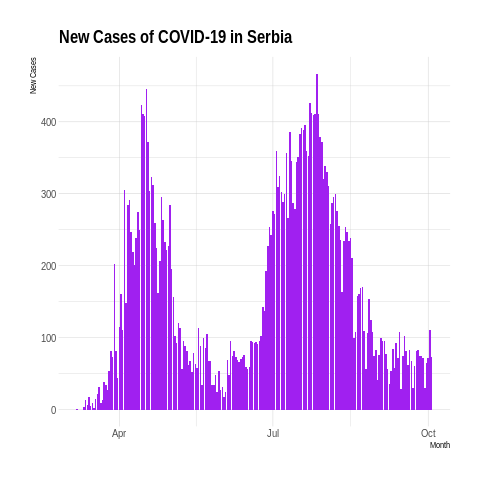 New Cases of COVID-19 in Serbia
New Cases
400
300
200
100
0
Apr
Jul
Oct
Month